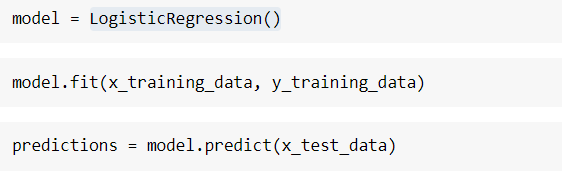 model = LogisticRegression()
model.fit(x_training_data, y_training_data)
predictions = model.predict(x_test_data)